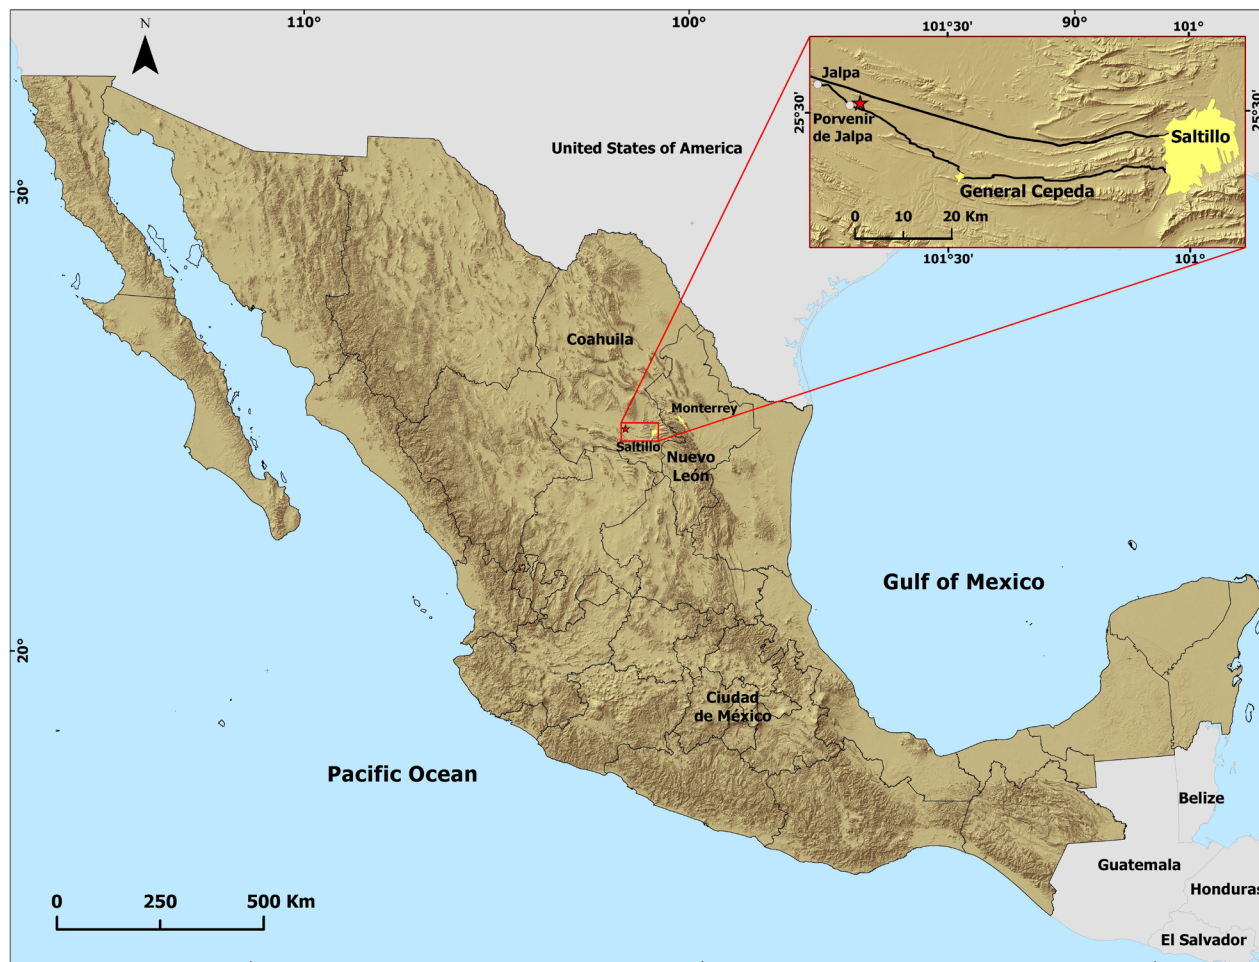 110°
100°
90°
N
101°30'
101°
Jalpa
25°30'
25°30'
Porvenir
de Jalpa
Saltillo
General Cepeda
0 10 20 Km
101°30'
101°
United States of America
30°
Coahuila
Monterrey
Saltillo
Nuevo
León
Gulf of Mexico
20°
Ciudad
de México
Pacific Ocean
Belize
Guatemala
Honduras
El Salvador
0 250 500 Km